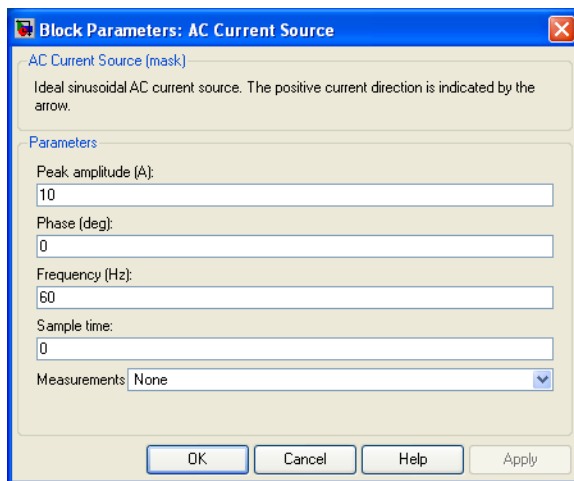 Block Parameters: AC Current Source
AC Current Source (mask)
Ideal sinusoidal AC current source. The positive current direction is indicated by the
arrow.
Parameters
Peak amplitude (A):
10
Phase (deg):
0
Frequency (Hz):
60
Sample time:
0
Measurements None
OK Cancel Help Apply